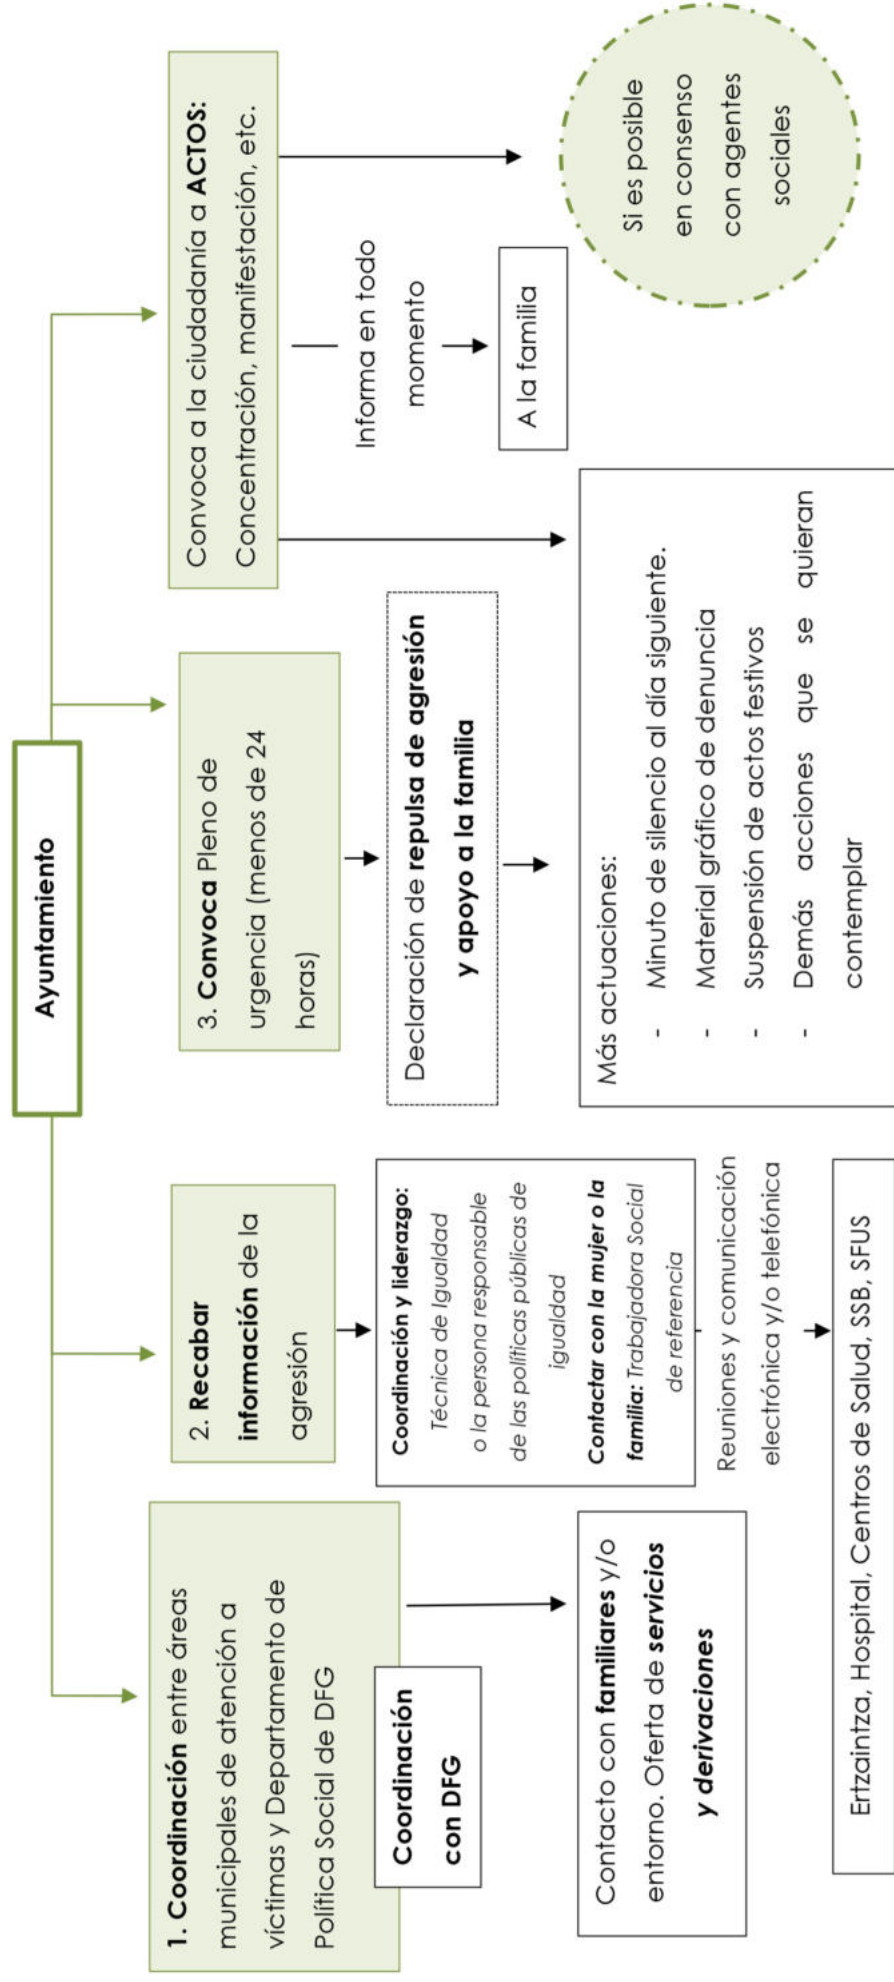 Ayuntamiento
1. Coordinación entre áreas
municipales de atención a
víctimas y Departamento de
Política Social de DFG
Coordinación
con DFG
Contacto con familiares y/o
entorno. Oferta de servicios
y derivaciones
2. Recabar
información de la
agresión
Coordinación y liderazgo:
Técnica de Igualdad
o la persona responsable
de las políticas públicas de
igualdad
Contactar con la mujer o la
familia: Trabajadora Social
de referencia
Reuniones y comunicación
electrónica y/o telefónica
Ertzaintza, Hospital, Centros de Salud, SSB, SFUS
3. Convoca Pleno de
urgencia (menos de 24
horas)
Declaración de repulsa de agresión
y apoyo a la familia
Más actuaciones:
- Minuto de silencio al día siguiente.
- Material gráfico de denuncia
- Suspensión de actos festivos
- Demás acciones que se quieran
contemplar
Convoca a la ciudadanía a ACTOS:
Concentración, manifestación, etc.
Informa en todo
momento
A la familia
Si es posible
en consenso
con agentes
sociales